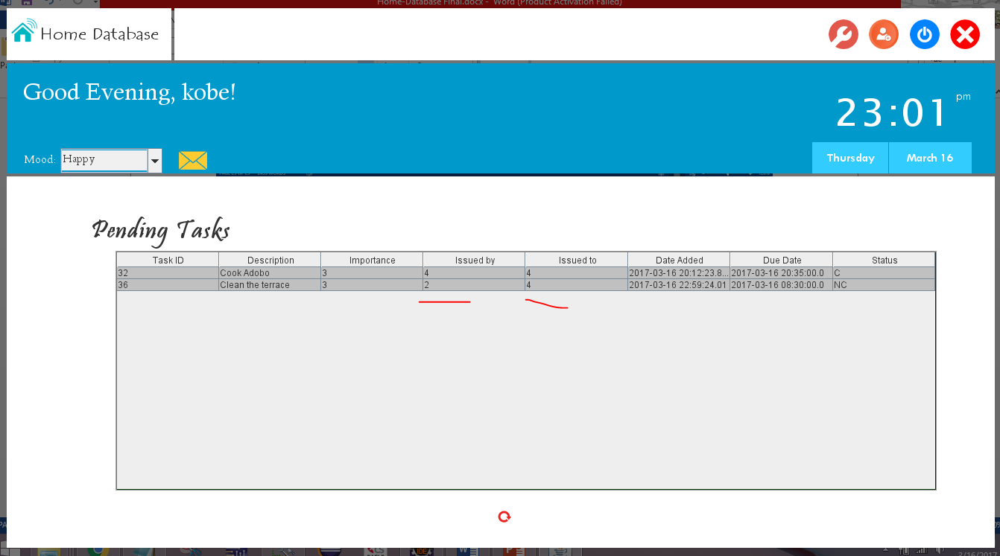 Home-Database Final.docx - Word (Product Activation Failed)
Home Database
Good Evening, kobe!
23:01 pm
Mood: Happy
Thursday March 16
Pending Tasks
Task ID Description Importance Issued by Issued to Date Added Due Date Status
32 Cook Adobo 3 4 4 2017-03-16 20:12:23.8... 2017-03-16 20:35:00.0 C
36 Clean the terrace 3 2 4 2017-03-16 22:59:24.01 2017-03-16 08:30:00.0 NC